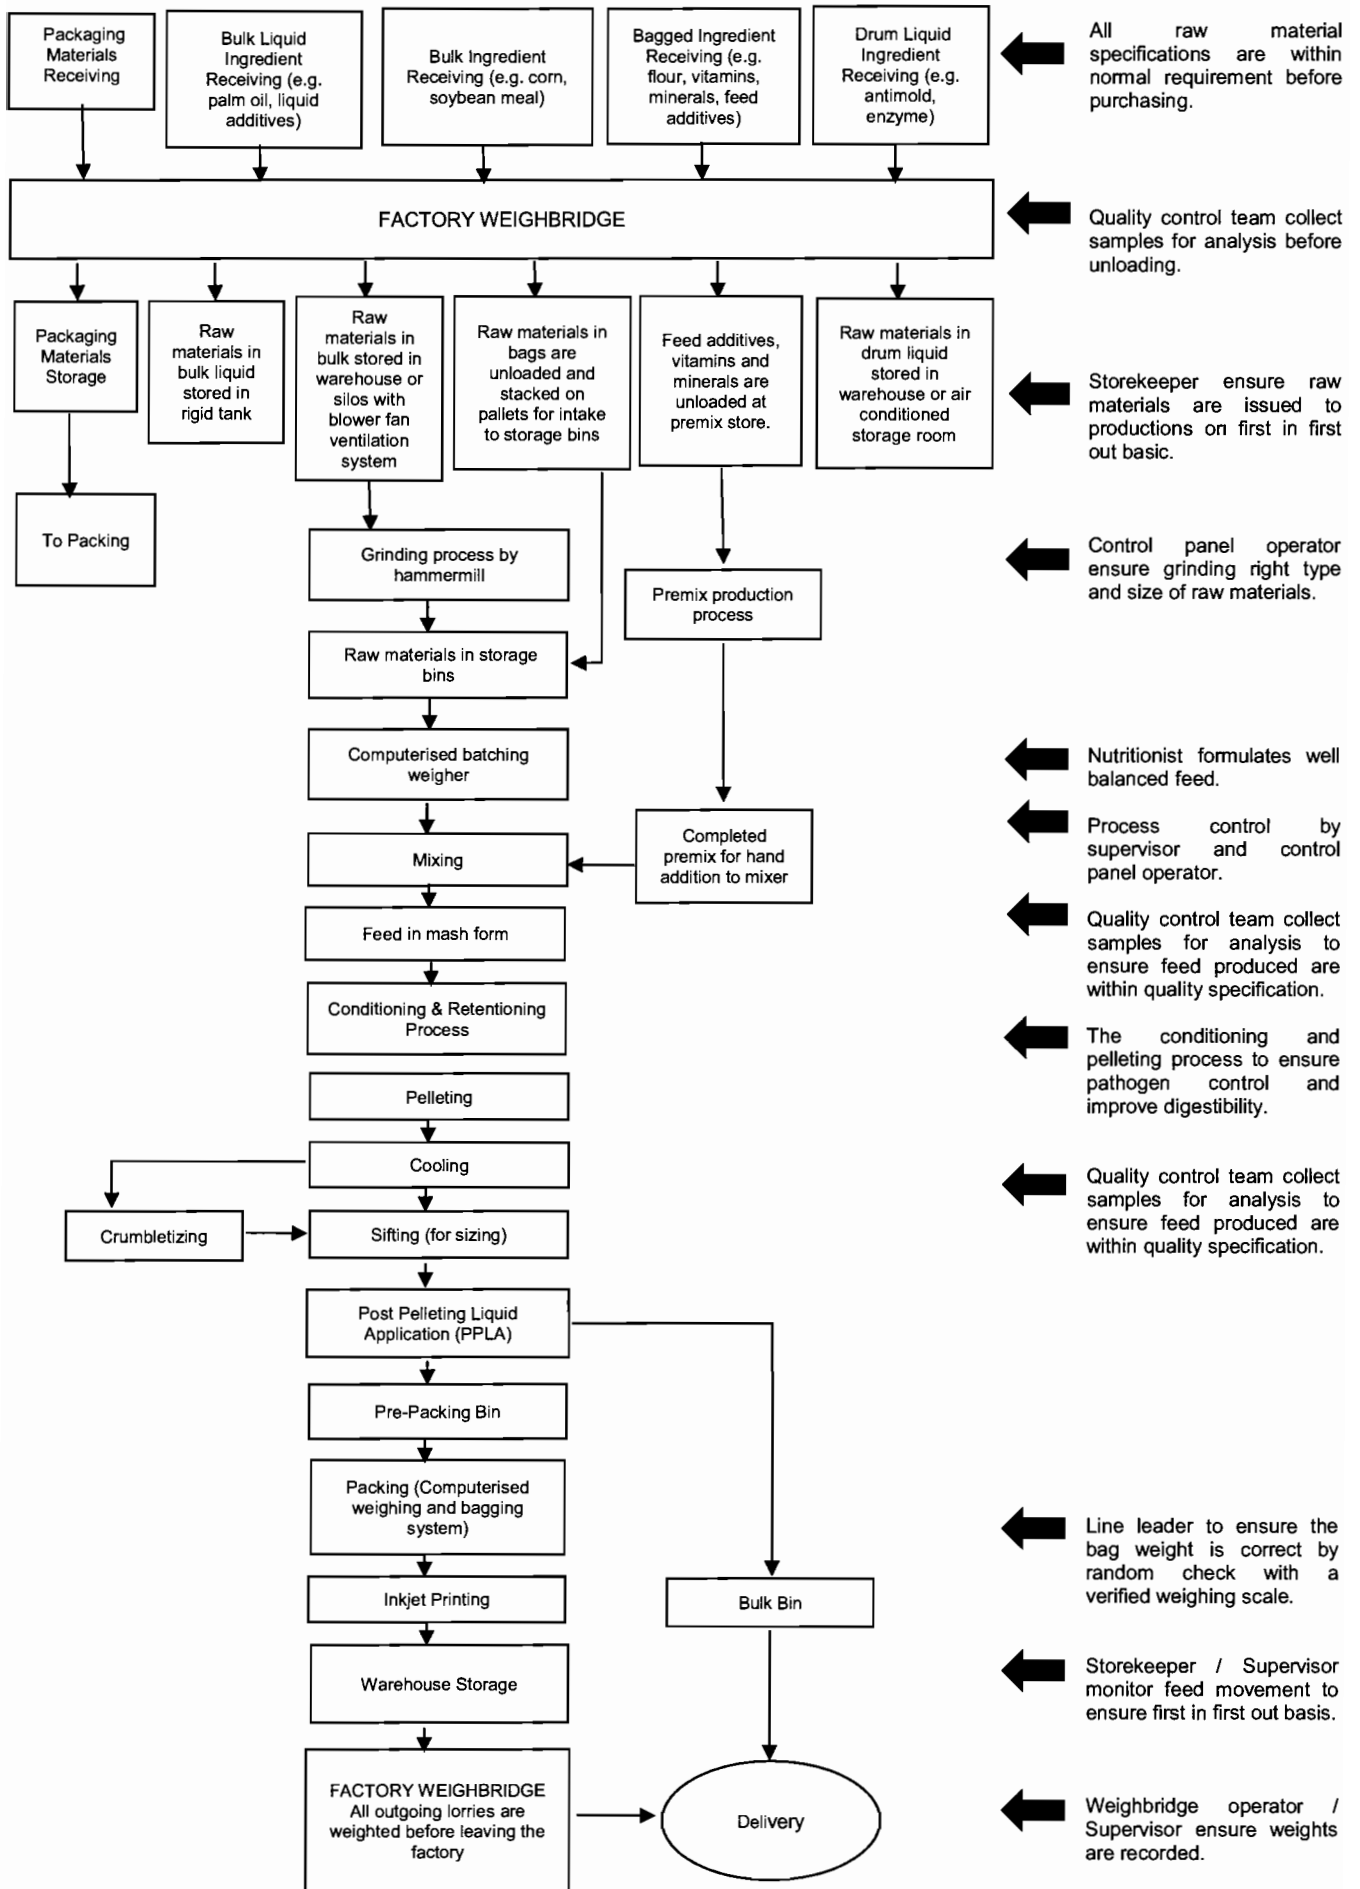 Packaging
Materials
Receiving
Bulk Liquid
Ingredient
Receiving (e.g.
palm oil, liquid
additives)
Bulk Ingredient
Receiving (e.g. corn,
soybean meal)
Bagged Ingredient
Receiving (e.g.
flour, vitamins,
minerals, feed
additives)
Drum Liquid
Ingredient
Receiving (e.g.
antimold,
enzyme)
All raw material
specifications are within
normal requirement before
purchasing.
FACTORY WEIGHBRIDGE
Quality control team collect
samples for analysis before
unloading.
Packaging
Materials
Storage
Raw
materials in
bulk liquid
stored in
rigid tank
Raw
materials in
bulk stored in
warehouse or
silos with
blower fan
ventilation
system
Raw materials in
bags are
unloaded and
stacked on
pallets for intake
to storage bins
Feed additives,
vitamins and
minerals are
unloaded at
premix store.
Raw materials in
drum liquid
stored in
warehouse or air
conditioned
storage room
Storekeeper ensure raw
materials are issued to
productions on first in first
out basic.
To Packing
Grinding process by
hammermill
Premix production
process
Control panel operator
ensure grinding right type
and size of raw materials.
Raw materials in storage
bins
Computerised batching
weigher
Nutritionist formulates well
balanced feed.
Mixing
Completed
premix for hand
addition to mixer
Process control by
supervisor and control
panel operator.
Feed in mash form
Quality control team collect
samples for analysis to
ensure feed produced are
within quality specification.
Conditioning & Retentioning
Process
The conditioning and
pelleting process to ensure
pathogen control and
improve digestibility.
Pelleting
Cooling
Crumbletizing
Sifting (for sizing)
Quality control team collect
samples for analysis to
ensure feed produced are
within quality specification.
Post Pelleting Liquid
Application (PPLA)
Pre-Packing Bin
Packing (Computerised
weighing and bagging
system)
Line leader to ensure the
bag weight is correct by
random check with a
verified weighing scale.
Inkjet Printing
Bulk Bin
Warehouse Storage
Storekeeper / Supervisor
monitor feed movement to
ensure first in first out basis.
FACTORY WEIGHBRIDGE
All outgoing lorries are
weighted before leaving the
factory
Delivery
Weighbridge operator /
Supervisor ensure weights
are recorded.